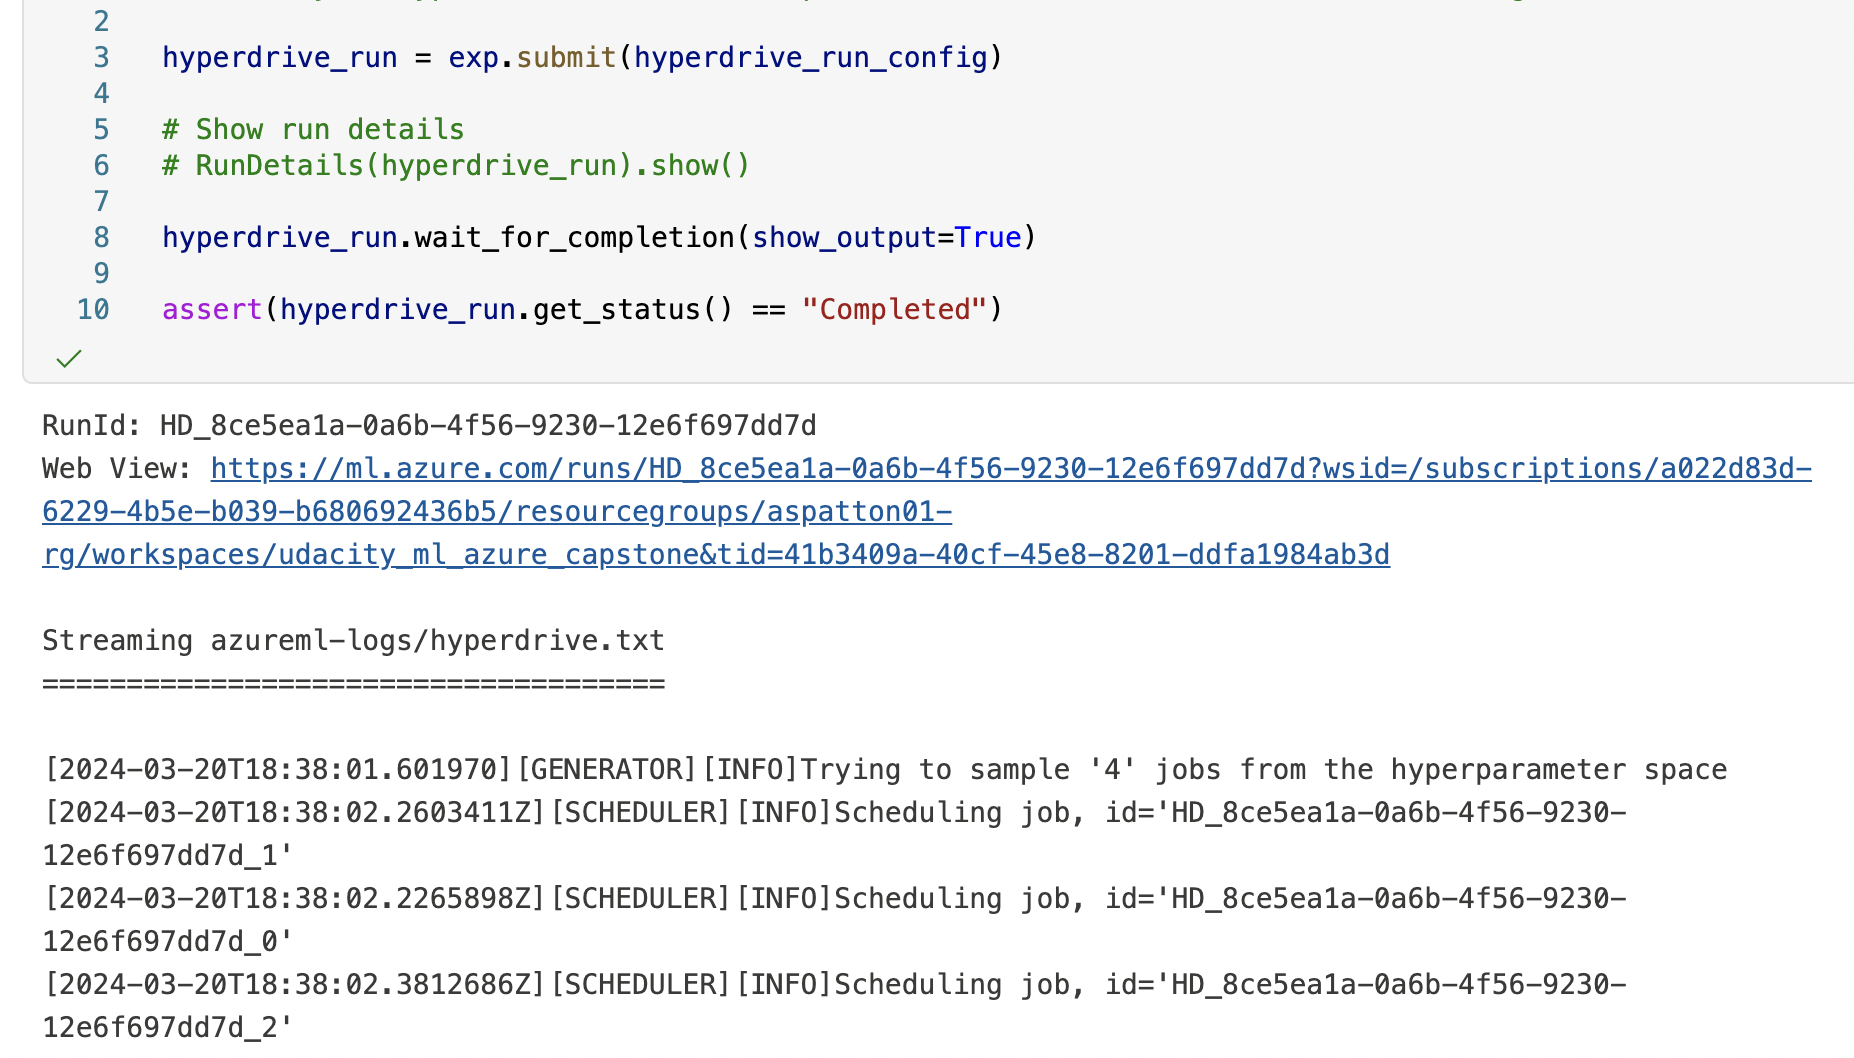 2
3 hyperdrive_run = exp.submit(hyperdrive_run_config)
4
5 # Show run details
6 # RunDetails(hyperdrive_run).show()
7
8 hyperdrive_run.wait_for_completion(show_output=True)
9
10 assert(hyperdrive_run.get_status() == "Completed")
RunId: HD_8ce5ea1a-0a6b-4f56-9230-12e6f697dd7d
Web View: https://ml.azure.com/runs/HD_8ce5ea1a-0a6b-4f56-9230-12e6f697dd7d?wsid=/subscriptions/a022d83d-
6229-4b5e-b039-b680692436b5/resourcegroups/aspatton01-
rg/workspaces/udacity_ml_azure_capstone&tid=41b3409a-40cf-45e8-8201-ddfa1984ab3d
Streaming azureml-logs/hyperdrive.txt
=====================================
[2024-03-20T18:38:01.601970][GENERATOR][INFO]Trying to sample '4' jobs from the hyperparameter space
[2024-03-20T18:38:02.2603411Z][SCHEDULER][INFO]Scheduling job, id='HD_8ce5ea1a-0a6b-4f56-9230-
12e6f697dd7d_1'
[2024-03-20T18:38:02.2265898Z][SCHEDULER][INFO]Scheduling job, id='HD_8ce5ea1a-0a6b-4f56-9230-
12e6f697dd7d_0'
[2024-03-20T18:38:02.3812686Z][SCHEDULER][INFO]Scheduling job, id='HD_8ce5ea1a-0a6b-4f56-9230-
12e6f697dd7d_2'